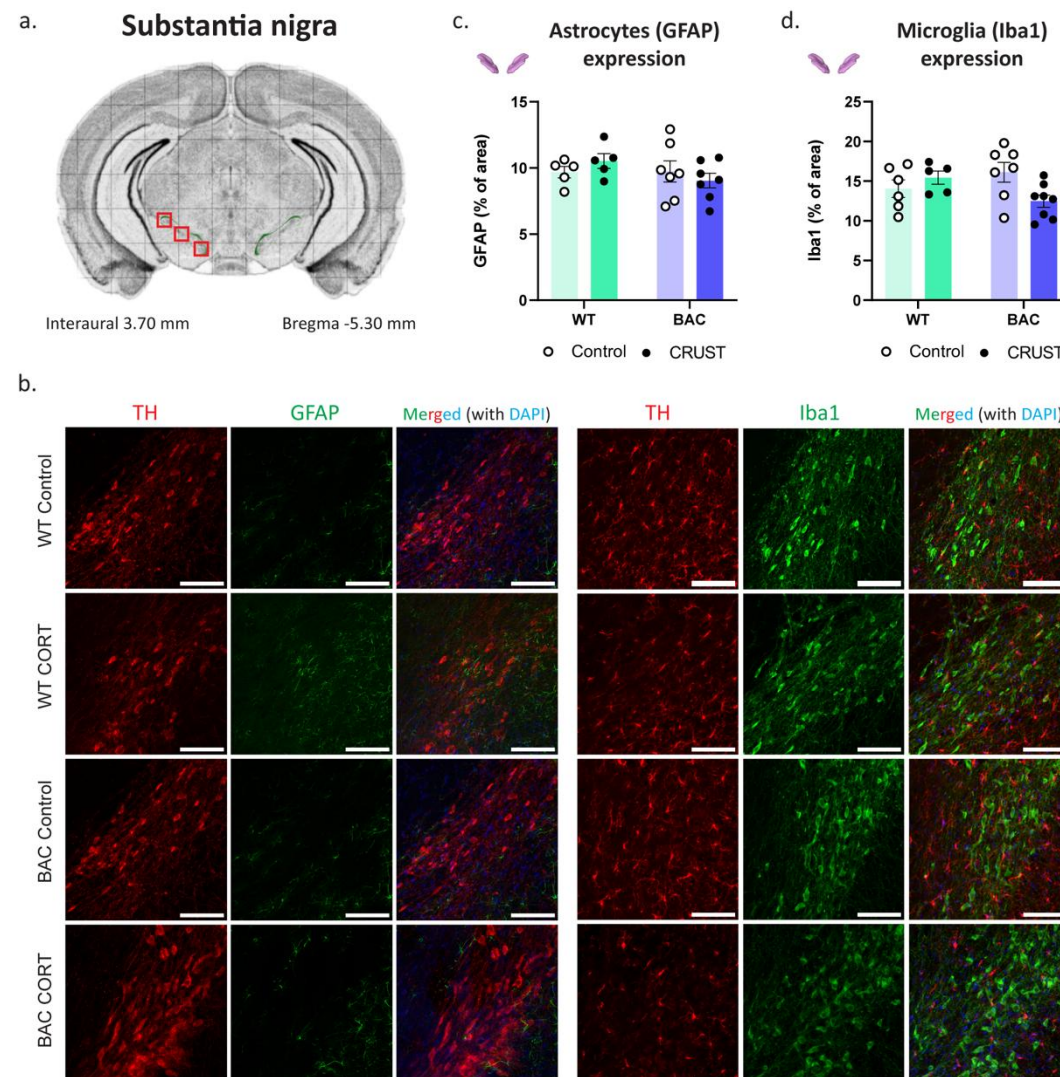 a.
Substantia nigra
Interaural 3.70 mm
Bregma -5.30 mm
c.
Astrocytes (GFAP)
expression
GFAP (% of area)
15
10
5
0
WT
BAC
Control
CRUST
d.
Microglia (Iba1)
expression
Iba1 (% of area)
25
20
15
10
5
0
WT
BAC
Control
CRUST
b.
TH
GFAP
Merged (with DAPI)
TH
Iba1
Merged (with DAPI)
WT Control
WT CORT
BAC Control
BAC CORT